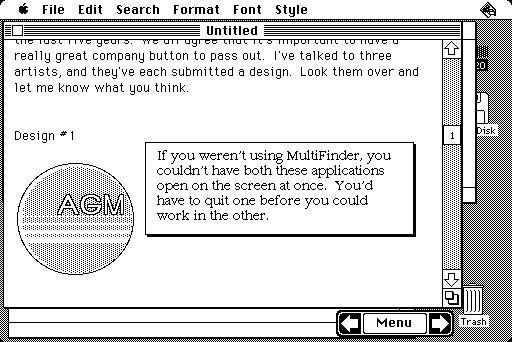 File Edit Search Format Font Style
Untitled
the last five years. We all agree that it's important to have a
really great company button to pass out. I've talked to three
artists, and they've each submitted a design. Look them over and
let me know what you think.
Design #1
AGM
If you weren't using MultiFinder, you
couldn't have both these applications
open on the screen at once. You'd
have to quit one before you could
work in the other.
1
Disk
Trash
Menu